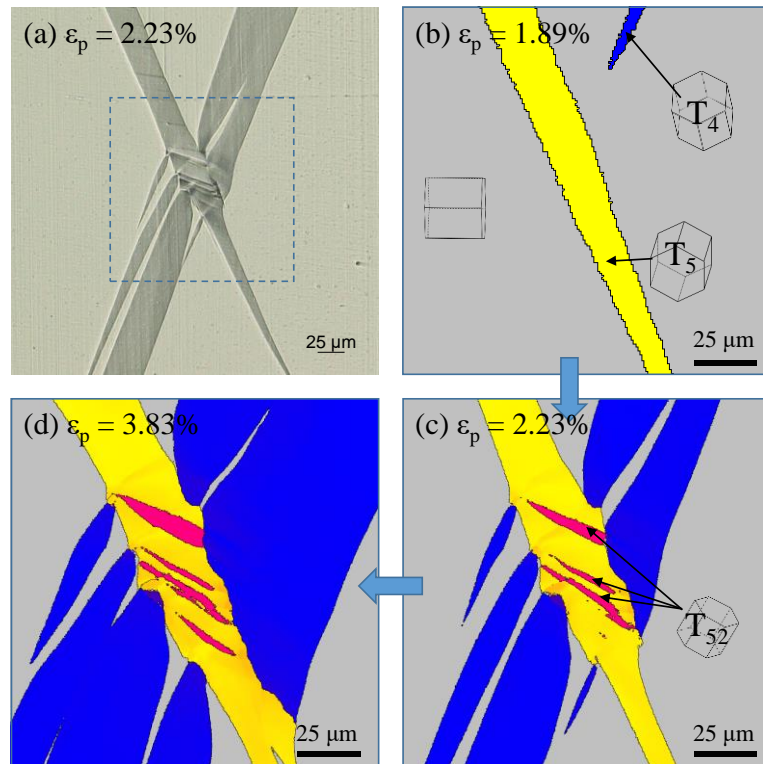 (a) εp = 2.23%
25 μm
(b) εp = 1.89%
T4
T5
25 μm
(d) εp = 3.83%
25 μm
(c) εp = 2.23%
T52
25 μm